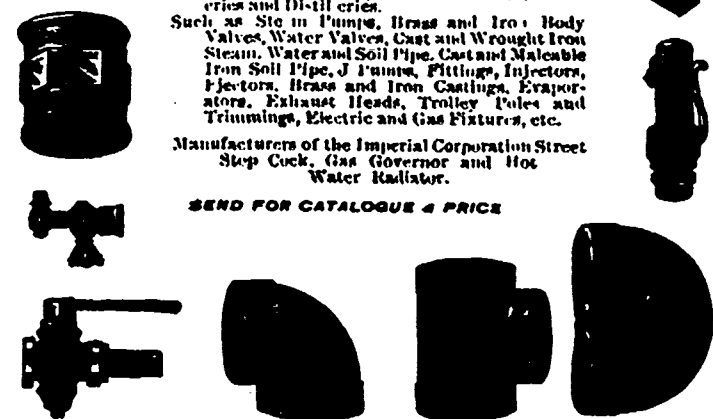 eries and Distilleries.
Such as Steam Pumps, Brass and Iron Body
Valves, Water Valves, Cast and Wrought Iron
Steam, Water and Soil Pipe, Cast and Maleable
Iron Soil Pipe, J Pumps, Fittings, Injectors,
Ejectors, Brass and Iron Castings, Evapor-
ators, Exhaust Heads, Trolley Poles and
Trimmings, Electric and Gas Fixtures, etc.
Manufacturers of the Imperial Corporation Street
Stop Cock, Gas Governor and Hot
Water Radiator.
SEND FOR CATALOGUE & PRICE